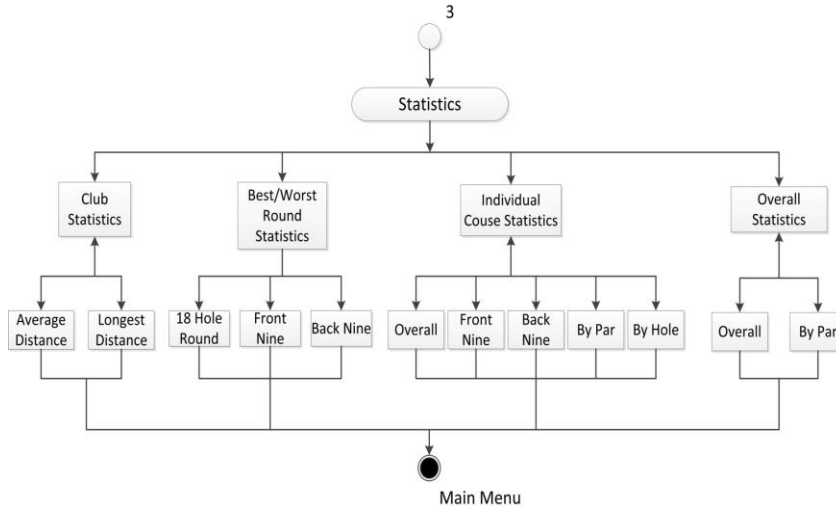 3
Statistics
Club
Statistics
Best/Worst
Round
Statistics
Individual
Couse Statistics
Overall
Statistics
Average
Distance
Longest
Distance
18 Hole
Round
Front
Nine
Back Nine
Overall
Front
Nine
Back
Nine
By Par
By Hole
Overall
By Par
Main Menu